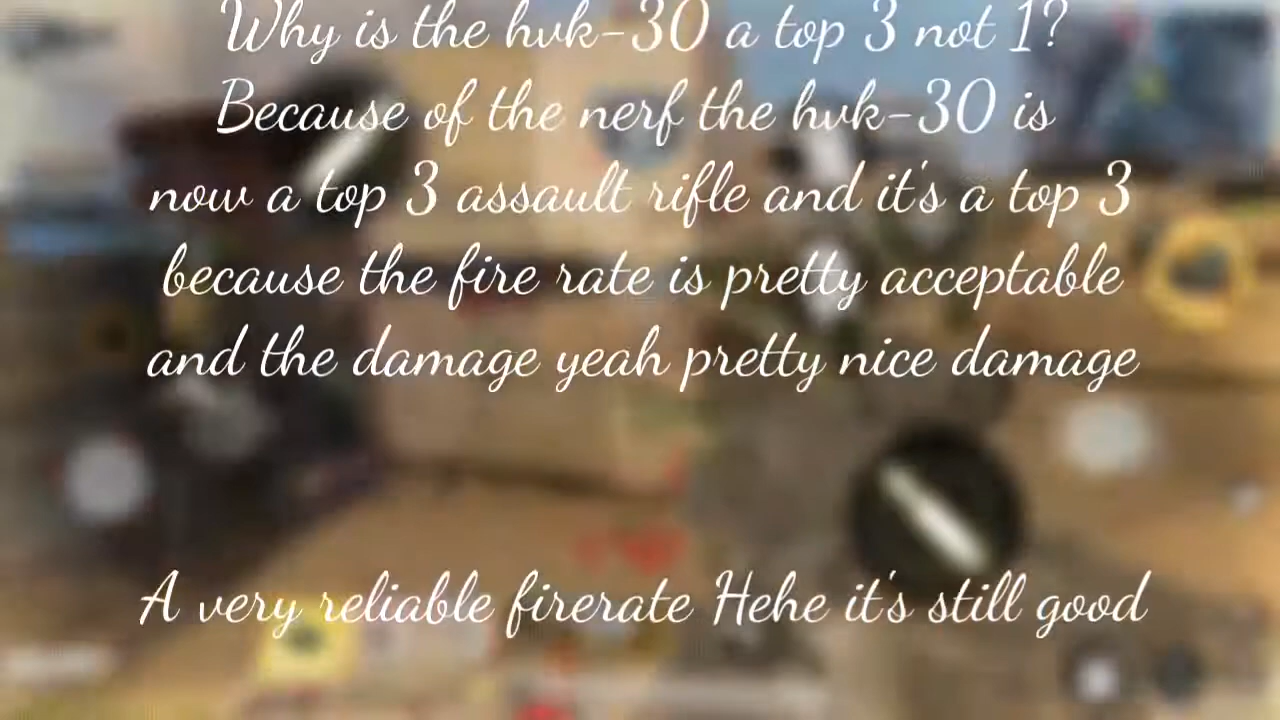 Why is the hvk-30 a top 3 not 1?
Because of the nerf the hvk-30 is
now a top 3 assault rifle and it's a top 3
because the fire rate is pretty acceptable
and the damage yeah pretty nice damage
A very reliable firerate Hehe it's still good